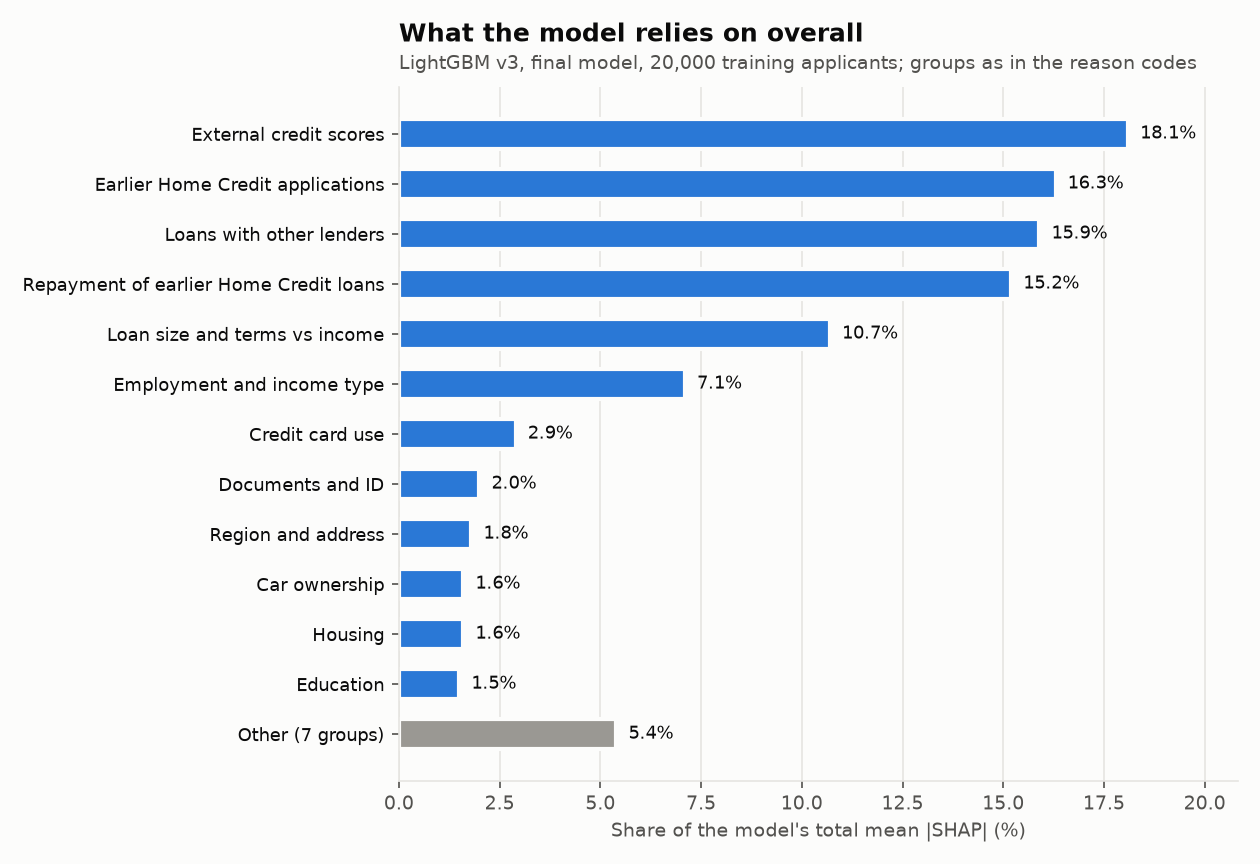 What the model relies on overall
LightGBM v3, final model, 20,000 training applicants; groups as in the reason codes
External credit scores 18.1%
Earlier Home Credit applications 16.3%
Loans with other lenders 15.9%
Repayment of earlier Home Credit loans 15.2%
Loan size and terms vs income 10.7%
Employment and income type 7.1%
Credit card use 2.9%
Documents and ID 2.0%
Region and address 1.8%
Car ownership 1.6%
Housing 1.6%
Education 1.5%
Other (7 groups) 5.4%
0.0 2.5 5.0 7.5 10.0 12.5 15.0 17.5 20.0
Share of the model's total mean |SHAP| (%)